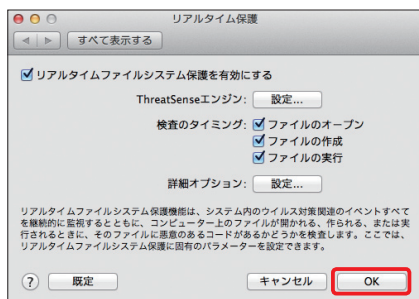 リアルタイム保護
すべて表示する
リアルタイムファイルシステム保護を有効にする
ThreatSenseエンジン: 設定...
検査のタイミング: ファイルのオープン
ファイルの作成
ファイルの実行
詳細オプション: 設定...
リアルタイムファイルシステム保護機能は、システム内のウイルス対策関連のイベントすべて
を継続的に監視するとともに、コンピューター上のファイルが開かれる、作られる、または実
行されるときに、そのファイルに悪意のあるコードがあるかどうかを検査します。ここでは、
リアルタイムファイルシステム保護に固有のパラメーターを設定できます。
? 既定 キャンセル OK